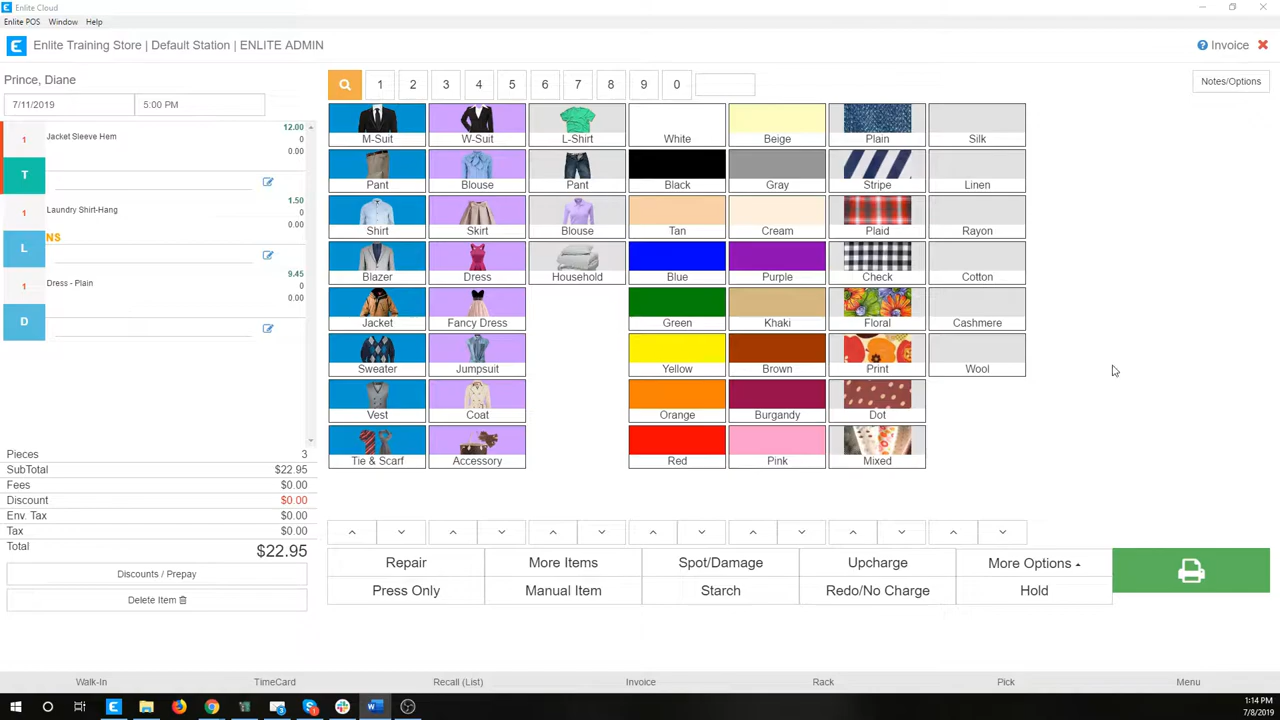 Enlite Cloud
Enlite POS Window Help
E Enlite Training Store | Default Station | ENLITE ADMIN
? Invoice
Prince, Diane
7/11/2019 5:00 PM
1 2 3 4 5 6 7 8 9 0
Notes/Options
1 Jacket Sleeve Hem 12.00
0
0.00
T
1 Laundry Shirt-Hang 1.50
0
0.00
NS
L
1 Dress - Plain 9.45
0
0.00
D
M-Suit W-Suit L-Shirt White Beige Plain Silk
Pant Blouse Pant Black Gray Stripe Linen
Shirt Skirt Blouse Tan Cream Plaid Rayon
Blazer Dress Household Blue Purple Check Cotton
Jacket Fancy Dress Green Khaki Floral Cashmere
Sweater Jumpsuit Yellow Brown Print Wool
Vest Coat Orange Burgandy Dot
Tie & Scarf Accessory Red Pink Mixed
Pieces 3
SubTotal $22.95
Fees $0.00
Discount $0.00
Env. Tax $0.00
Tax $0.00
Total $22.95
Discounts / Prepay
Delete Item
Repair More Items Spot/Damage Upcharge More Options
Press Only Manual Item Starch Redo/No Charge Hold
Walk-In TimeCard Recall (List) Invoice Rack Pick Menu
1:14 PM
7/8/2019